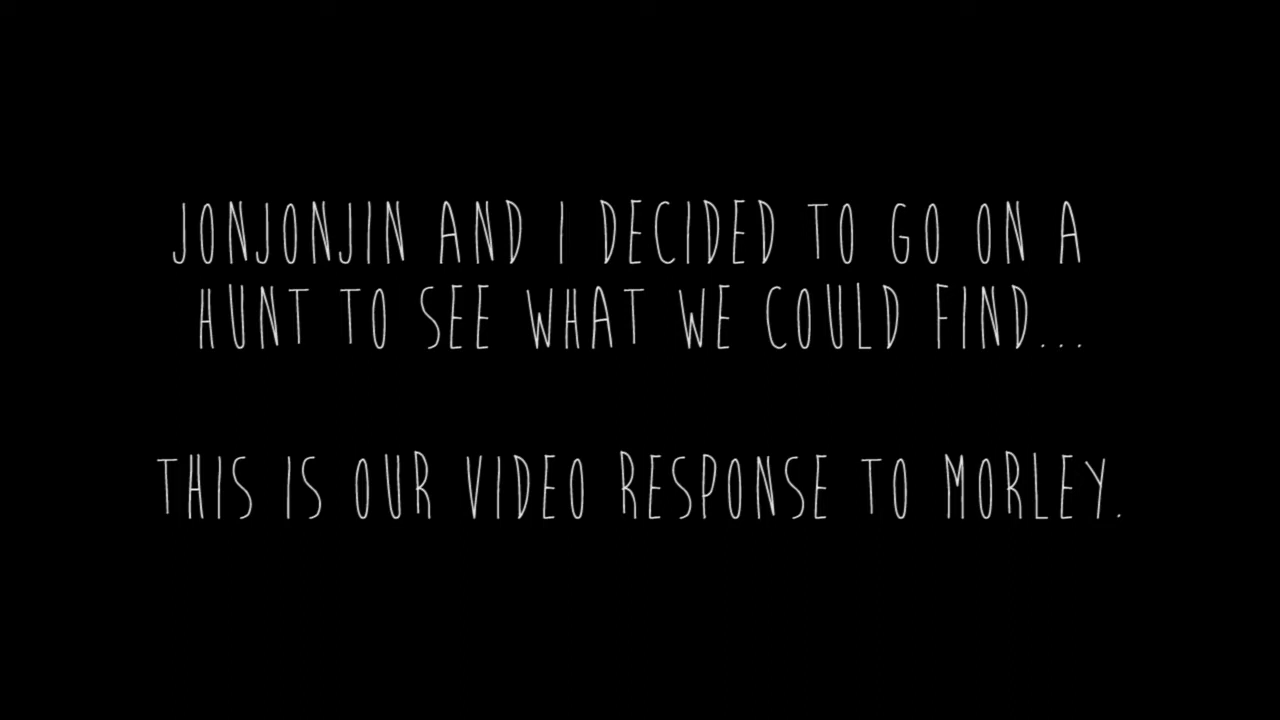 JONJONJIN AND I DECIDED TO GO ON A
HUNT TO SEE WHAT WE COULD FIND...
THIS IS OUR VIDEO RESPONSE TO MORLEY.